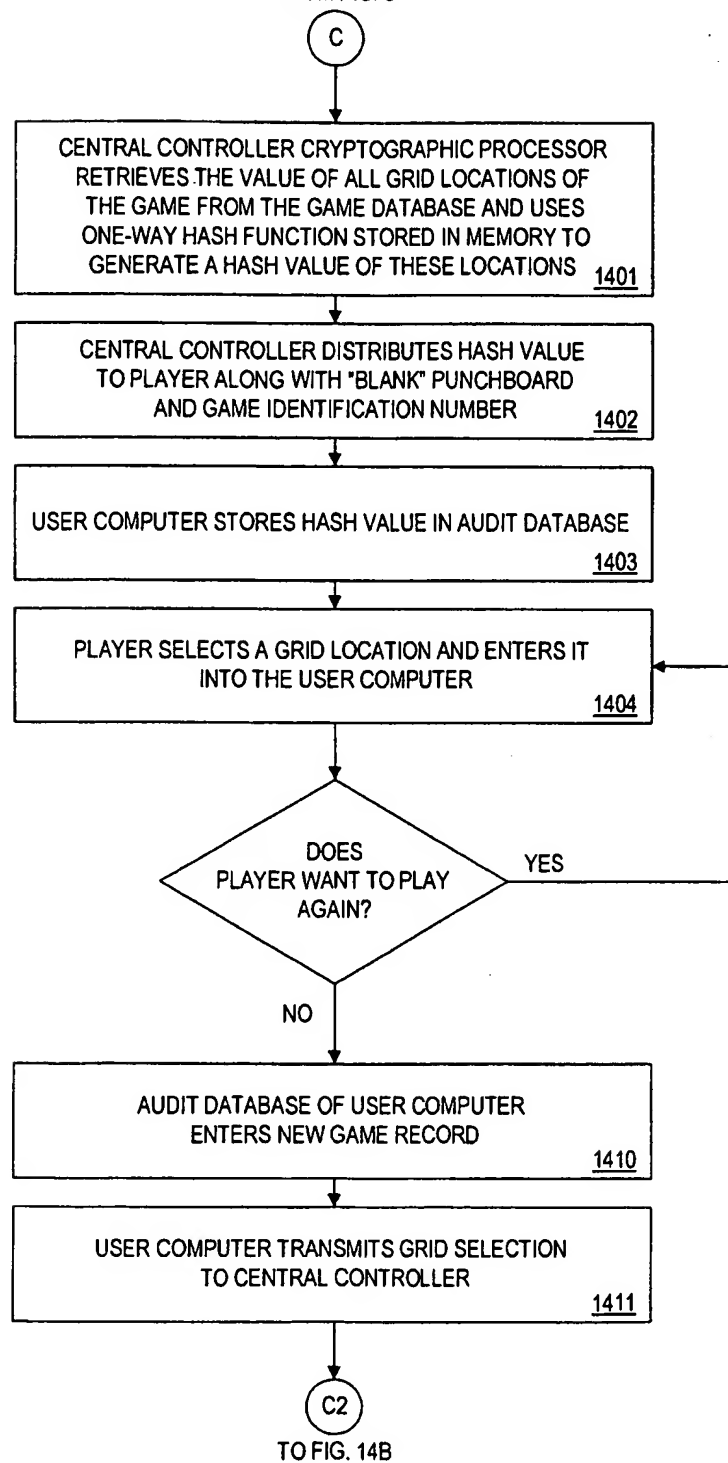 C
CENTRAL CONTROLLER CRYPTOGRAPHIC PROCESSOR
RETRIEVES THE VALUE OF ALL GRID LOCATIONS OF
THE GAME FROM THE GAME DATABASE AND USES
ONE-WAY HASH FUNCTION STORED IN MEMORY TO
GENERATE A HASH VALUE OF THESE LOCATIONS
1401
CENTRAL CONTROLLER DISTRIBUTES HASH VALUE
TO PLAYER ALONG WITH "BLANK" PUNCHBOARD
AND GAME IDENTIFICATION NUMBER
1402
USER COMPUTER STORES HASH VALUE IN AUDIT DATABASE
1403
PLAYER SELECTS A GRID LOCATION AND ENTERS IT
INTO THE USER COMPUTER
1404
DOES
PLAYER WANT TO PLAY
AGAIN?
YES
NO
AUDIT DATABASE OF USER COMPUTER
ENTERS NEW GAME RECORD
1410
USER COMPUTER TRANSMITS GRID SELECTION
TO CENTRAL CONTROLLER
1411
C2
TO FIG. 14B